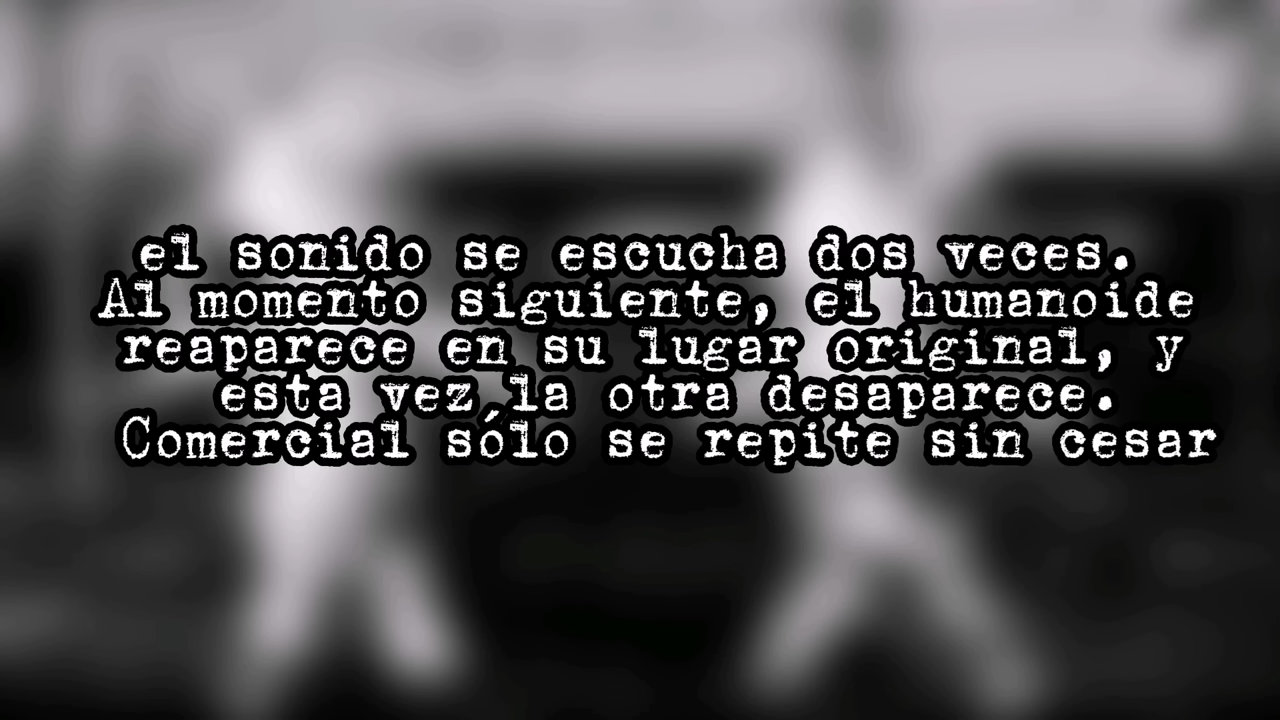 el sonido se escucha dos veces.
Al momento siguiente, el humanoide
reaparece en su lugar original, y
esta vez la otra desaparece.
Comercial sólo se repite sin cesar